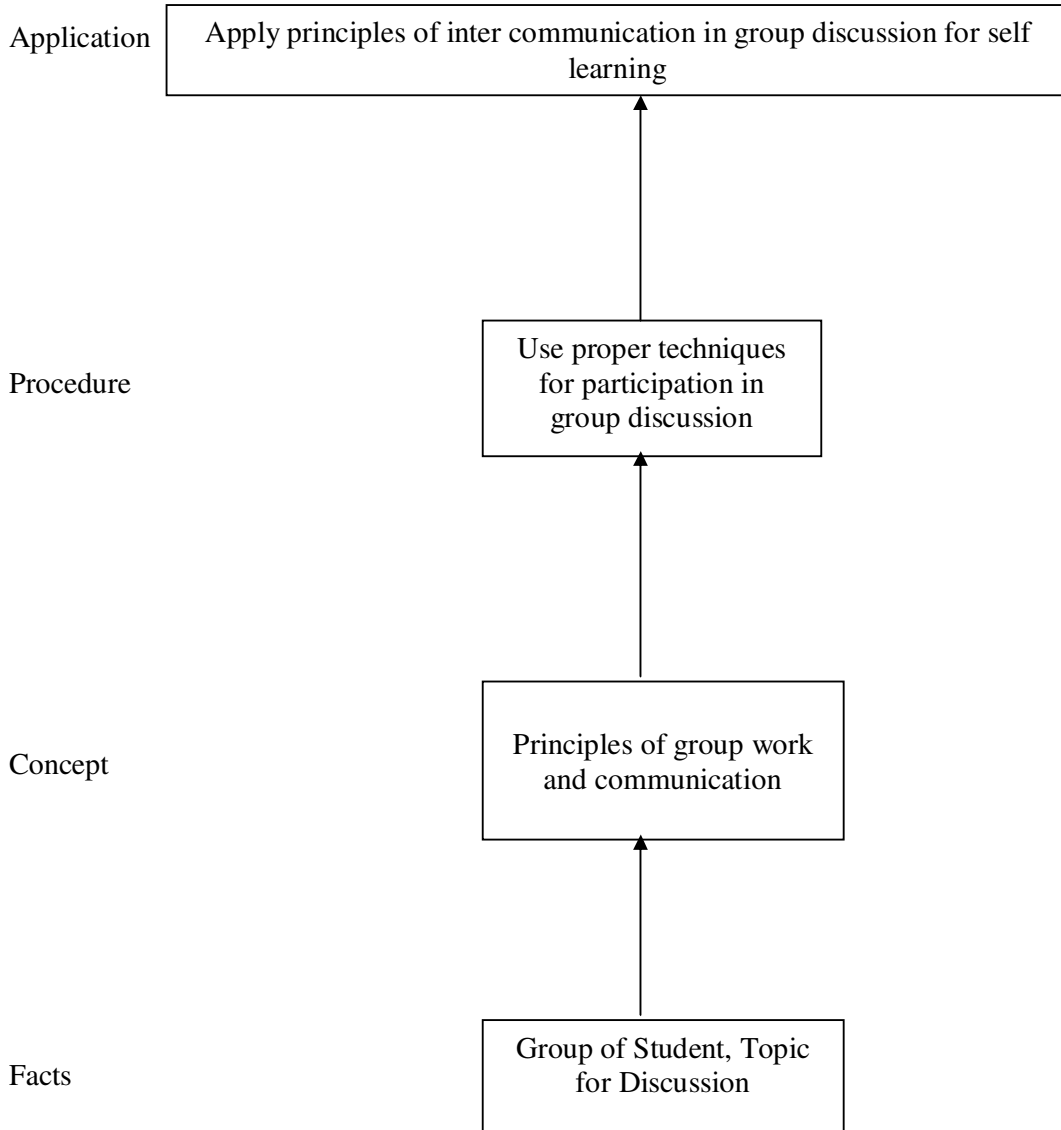 Application
Apply principles of inter communication in group discussion for self
learning
Procedure
Use proper techniques
for participation in
group discussion
Concept
Principles of group work
and communication
Facts
Group of Student, Topic
for Discussion